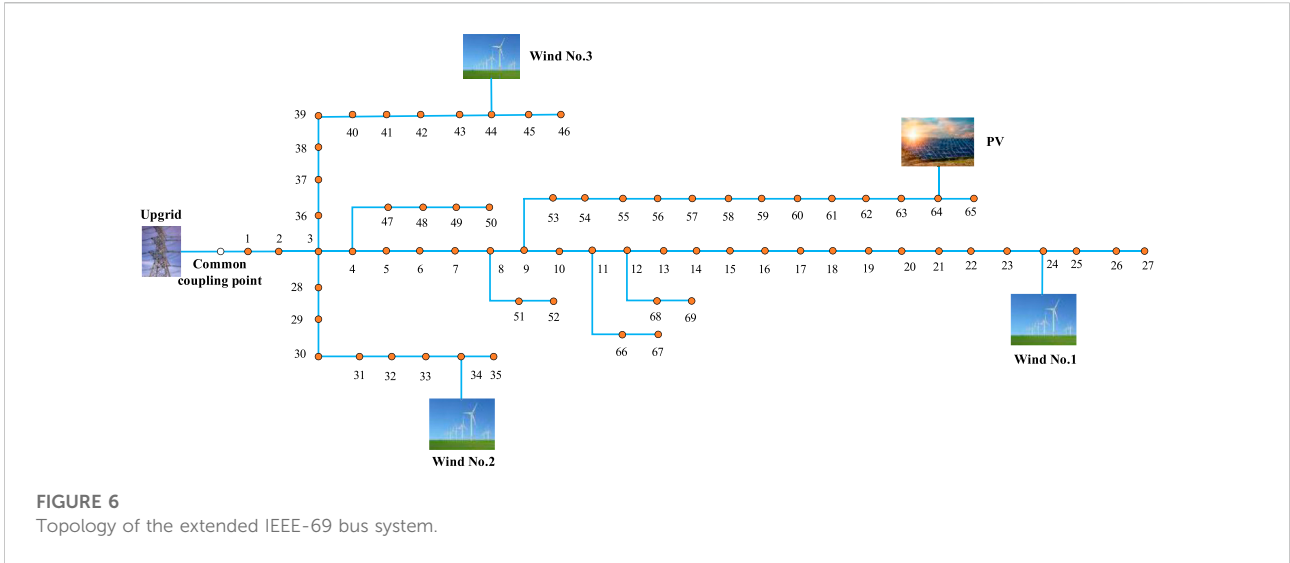 Wind No.3
39
40 41 42 43 44 45 46
38
PV
37
Upgrid
53 54 55 56 57 58 59 60 61 62 63 64 65
36
47 48 49 50
1 2 3
Common
coupling point
4 5 6 7 8 9 10 11 12 13 14 15 16 17 18 19 20 21 22 23 24 25 26 27
28
51 52
68 69
29
66 67
30
Wind No.1
31 32 33 34 35
Wind No.2
FIGURE 6
Topology of the extended IEEE-69 bus system.